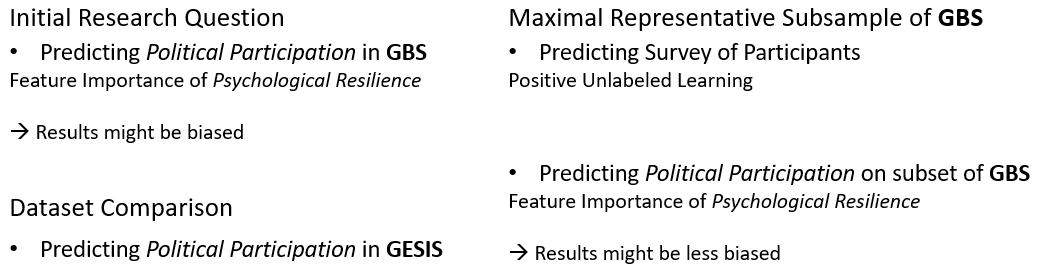 Initial Research Question
• Predicting Political Participation in GBS
Feature Importance of Psychological Resilience
→ Results might be biased
Dataset Comparison
• Predicting Political Participation in GESIS
Maximal Representative Subsample of GBS
• Predicting Survey of Participants
Positive Unlabeled Learning
• Predicting Political Participation on subset of GBS
Feature Importance of Psychological Resilience
→ Results might be less biased